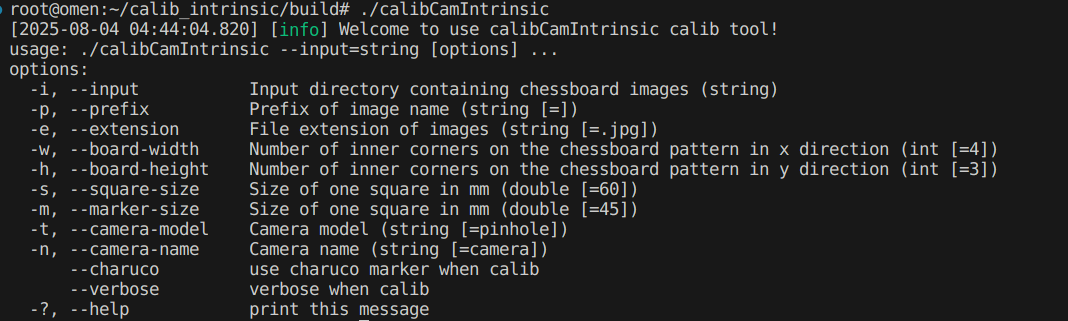 root@omen:~/calib_intrinsic/build# ./calibCamIntrinsic
[2025-08-04 04:44:04.820] [info] Welcome to use calibCamIntrinsic calib tool!
usage: ./calibCamIntrinsic --input=string [options] ...
options:
  -i, --input           Input directory containing chessboard images (string)
  -p, --prefix          Prefix of image name (string [=])
  -e, --extension       File extension of images (string [=.jpg])
  -w, --board-width     Number of inner corners on the chessboard pattern in x direction (int [=4])
  -h, --board-height    Number of inner corners on the chessboard pattern in y direction (int [=3])
  -s, --square-size     Size of one square in mm (double [=60])
  -m, --marker-size     Size of one square in mm (double [=45])
  -t, --camera-model    Camera model (string [=pinhole])
  -n, --camera-name     Camera name (string [=camera])
      --charuco         use charuco marker when calib
      --verbose         verbose when calib
  -?, --help            print this message